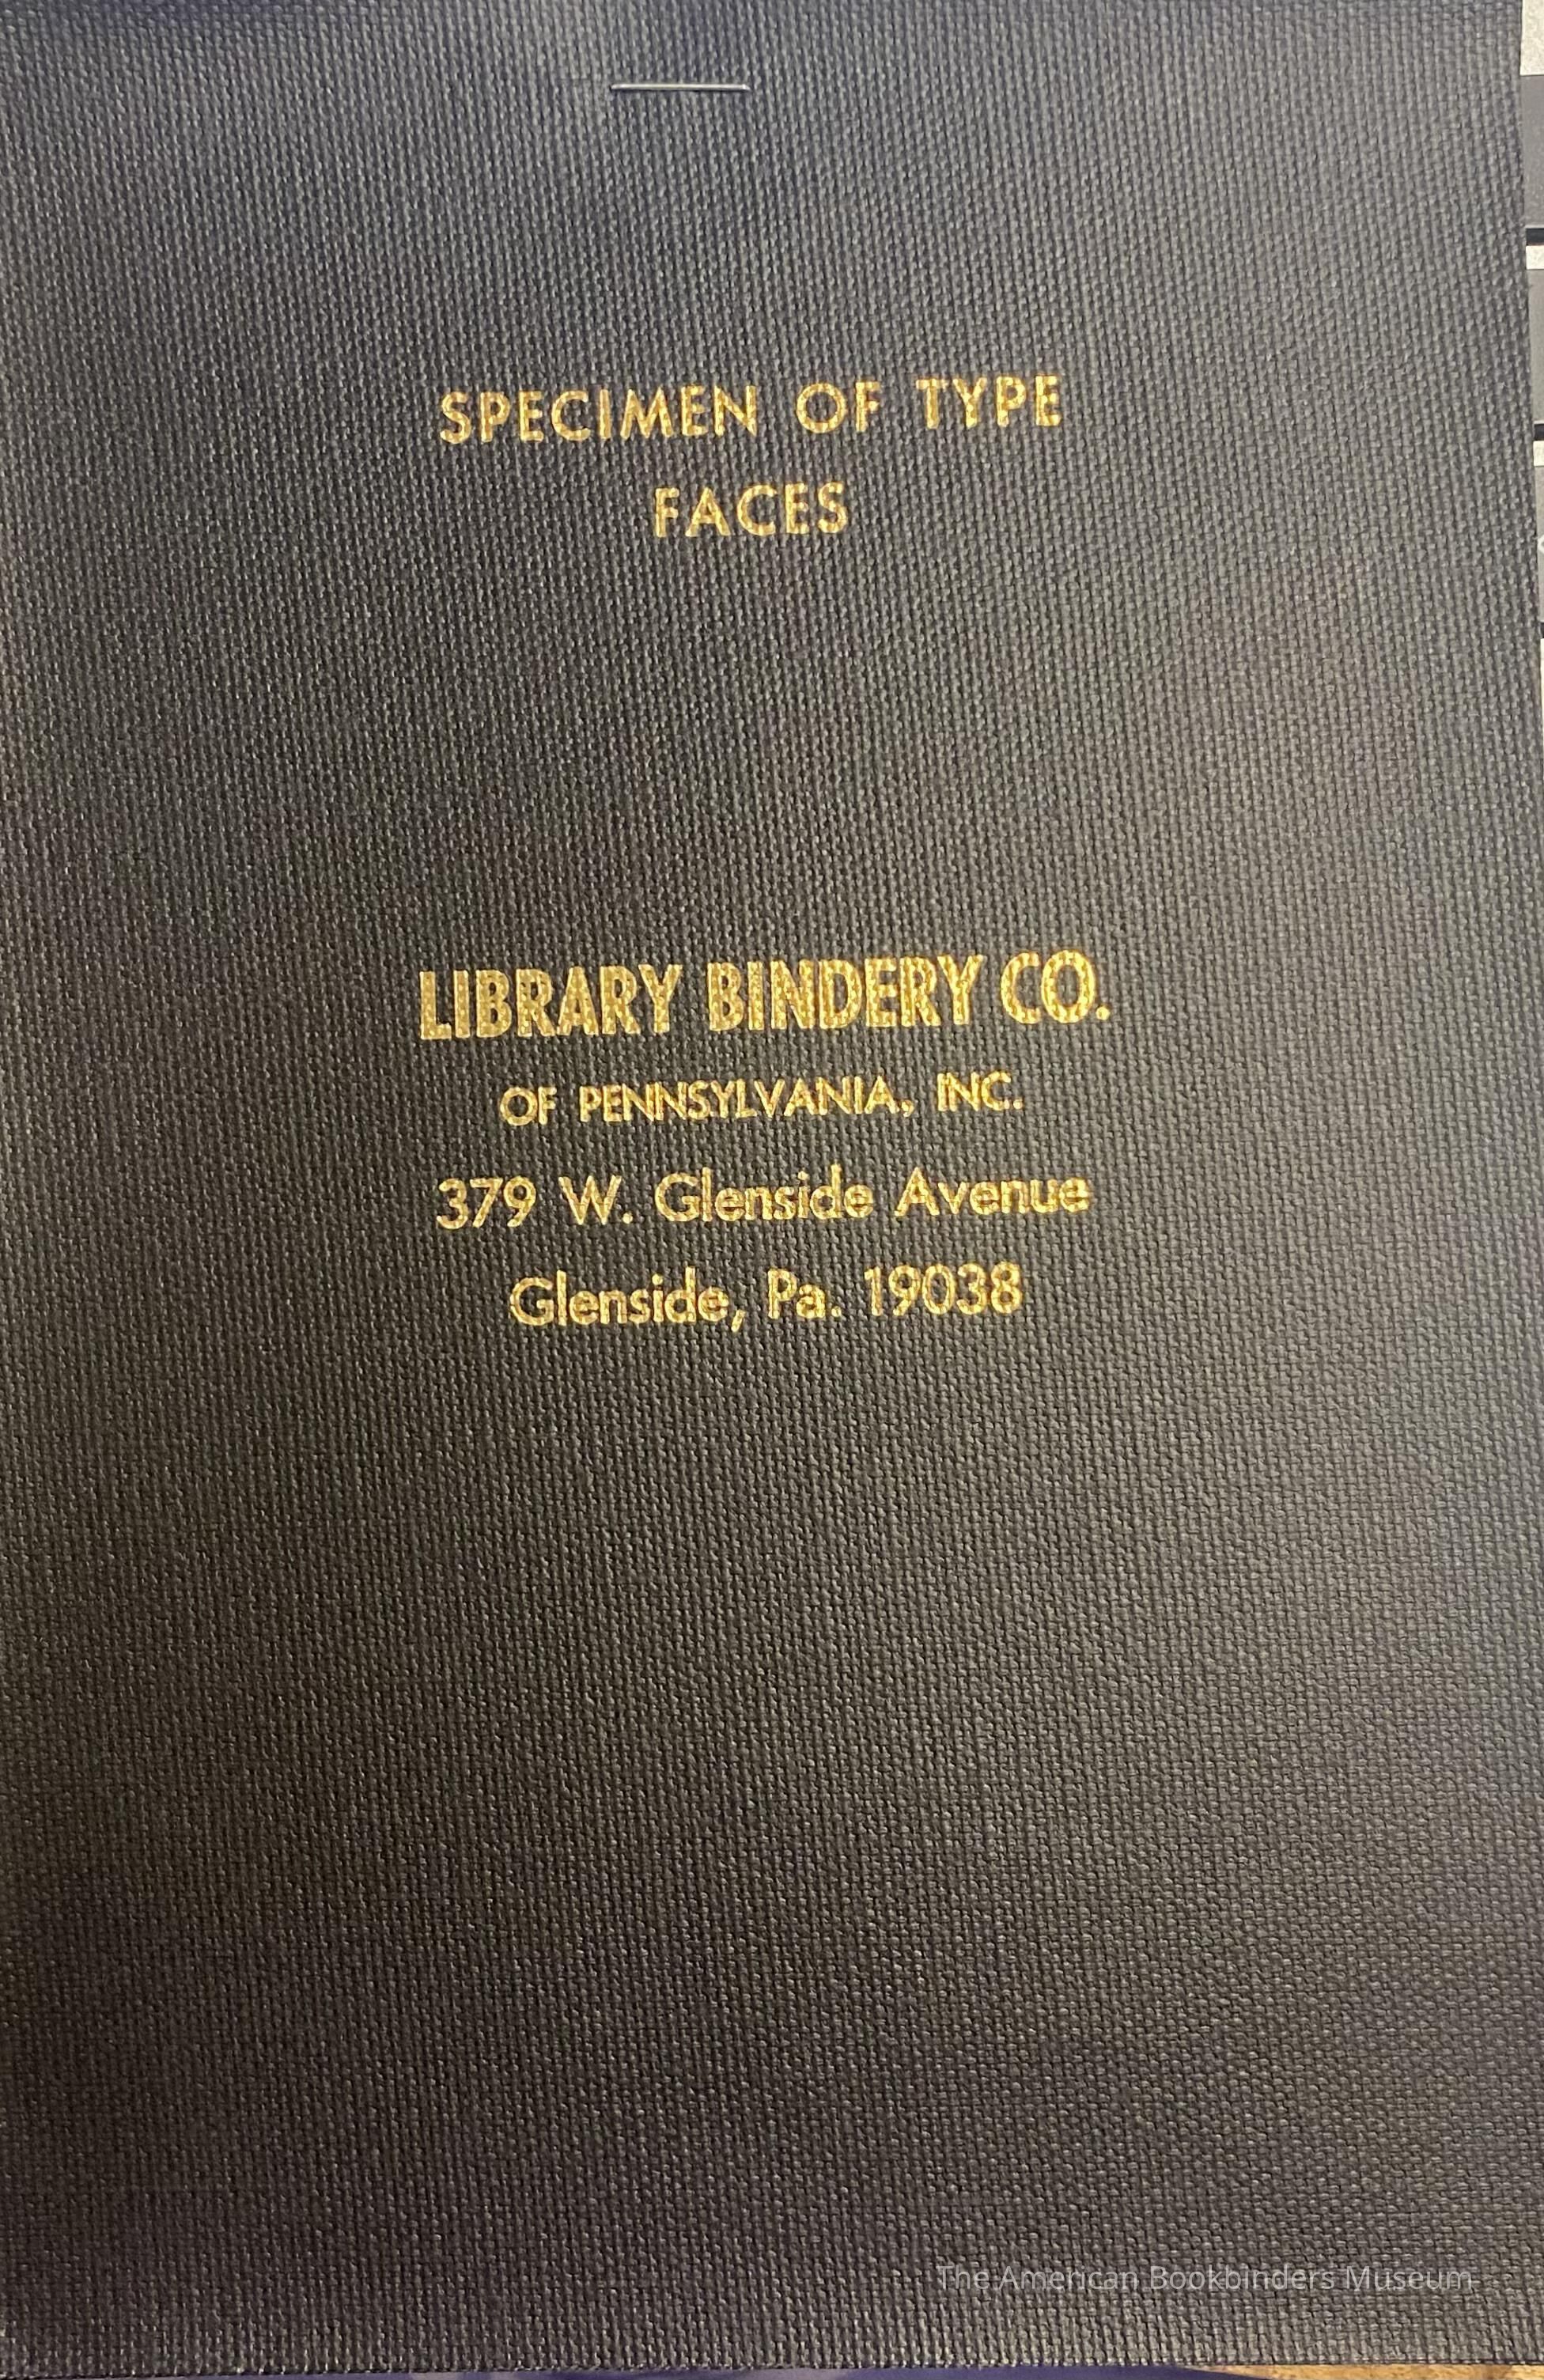 SPECIMEN OF TYPE
FACES
LIBRARY BINDERY CO.
OF PENNSYLVANIA, INC.
379 W. Glenside Avenue
Glenside, Pa. 19038
The American Bookbinders Museum